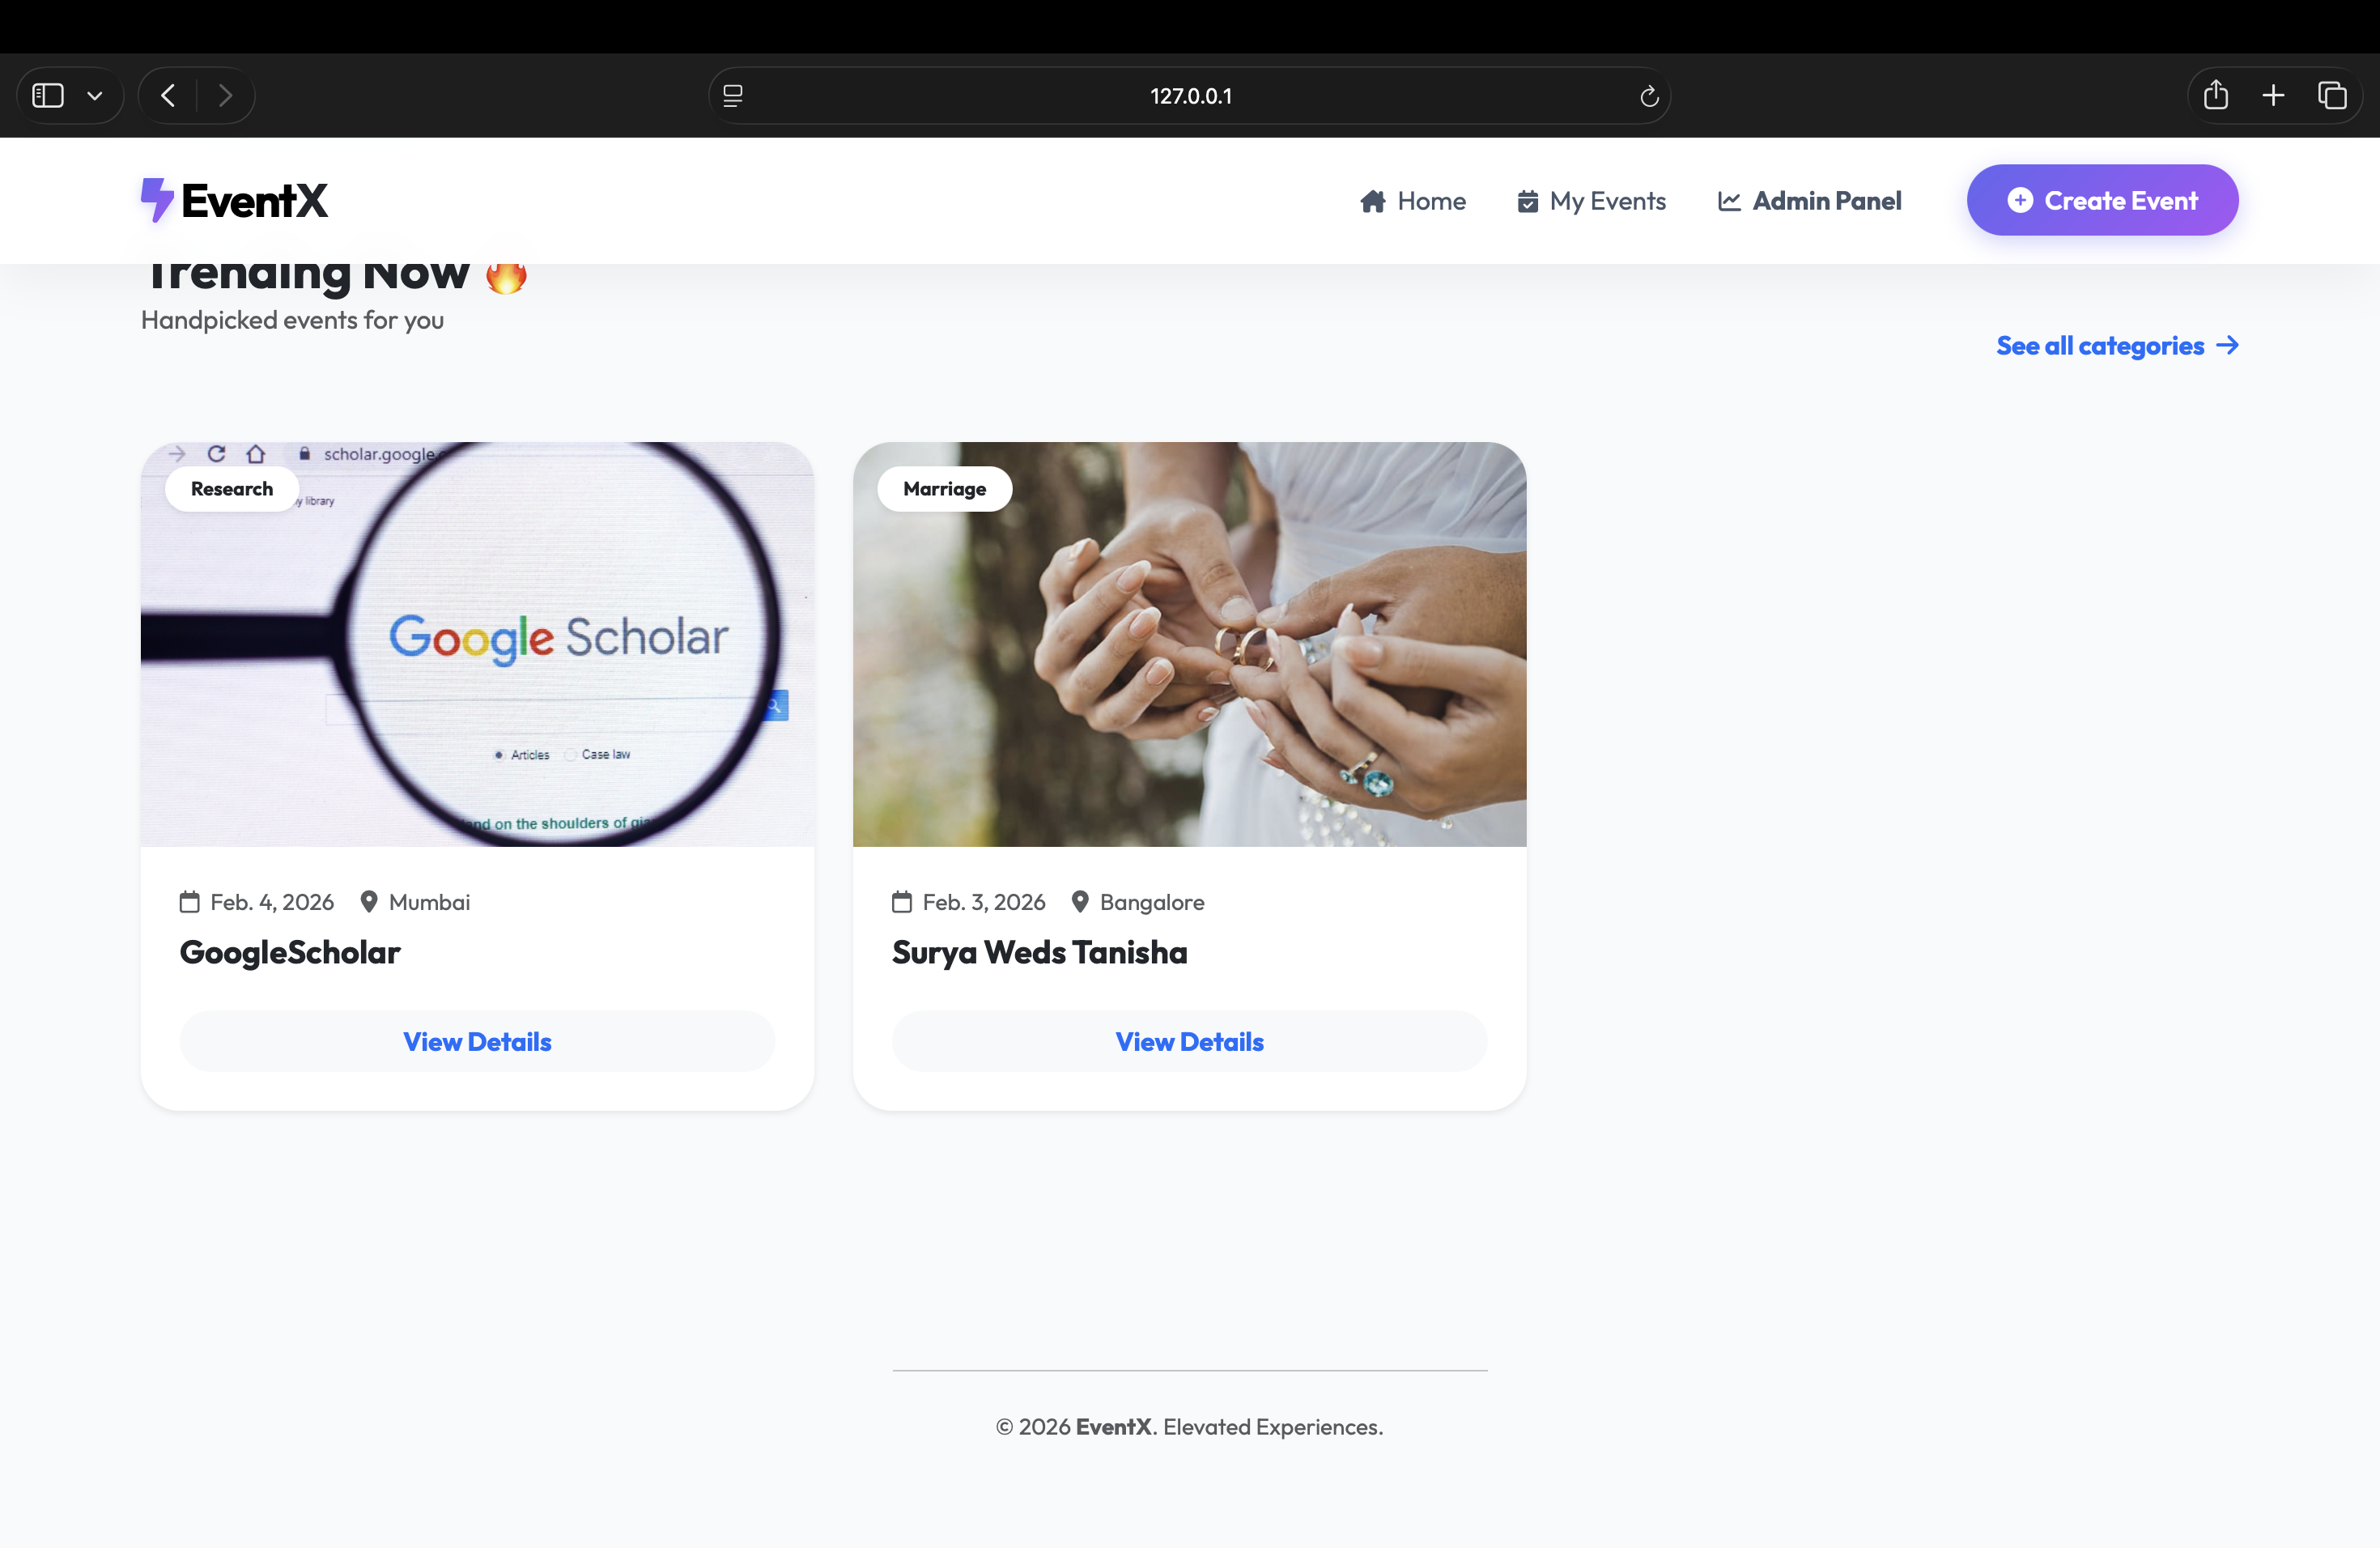 127.0.0.1
EventX
Home
My Events
Admin Panel
Create Event
Trending Now 🔥
Handpicked events for you
See all categories →
scholar.google.
Research
y library
Google Scholar
Articles
Case law
and on the shoulders of
Feb. 4, 2026
Mumbai
GoogleScholar
View Details
Marriage
Feb. 3, 2026
Bangalore
Surya Weds Tanisha
View Details
© 2026 EventX. Elevated Experiences.